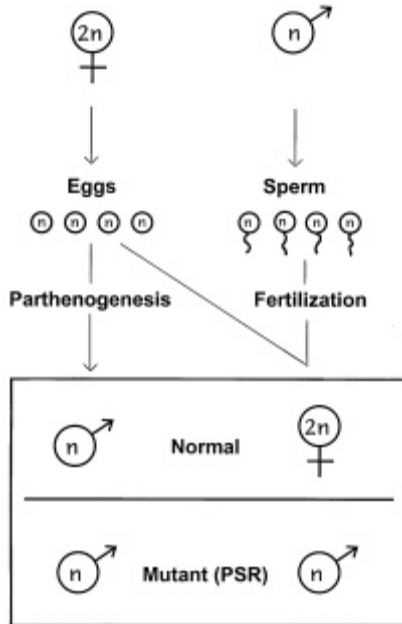 2n n
Eggs Sperm
n n n n n n n n
Parthenogenesis Fertilization
n Normal 2n
n Mutant (PSR) n